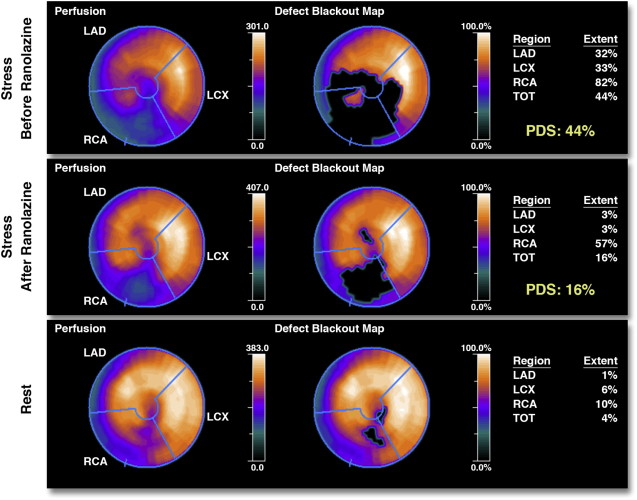 Stress
Before Ranolazine
Perfusion
Defect Blackout Map
LAD
LCX
RCA
301.0
0.0
100.0%
0.0%
Region Extent
LAD 32%
LCX 33%
RCA 82%
TOT 44%
PDS: 44%
Stress
After Ranolazine
Perfusion
Defect Blackout Map
LAD
LCX
RCA
407.0
0.0
100.0%
0.0%
Region Extent
LAD 3%
LCX 3%
RCA 57%
TOT 16%
PDS: 16%
Rest
Perfusion
Defect Blackout Map
LAD
LCX
RCA
383.0
0.0
100.0%
0.0%
Region Extent
LAD 1%
LCX 6%
RCA 10%
TOT 4%